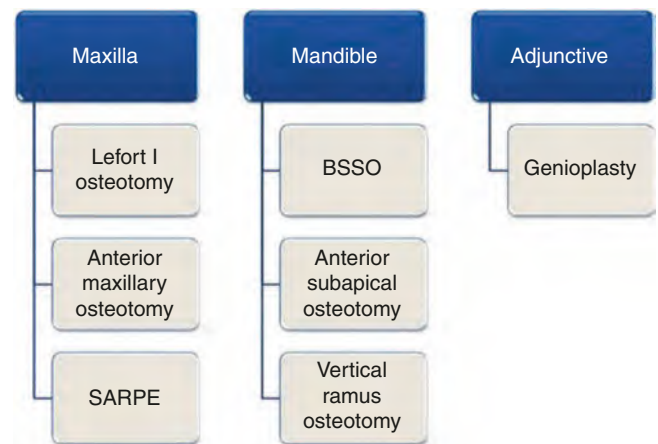 Maxilla
Lefort I
osteotomy
Anterior
maxillary
osteotomy
SARPE
Mandible
BSSO
Anterior
subapical
osteotomy
Vertical
ramus
osteotomy
Adjunctive
Genioplasty